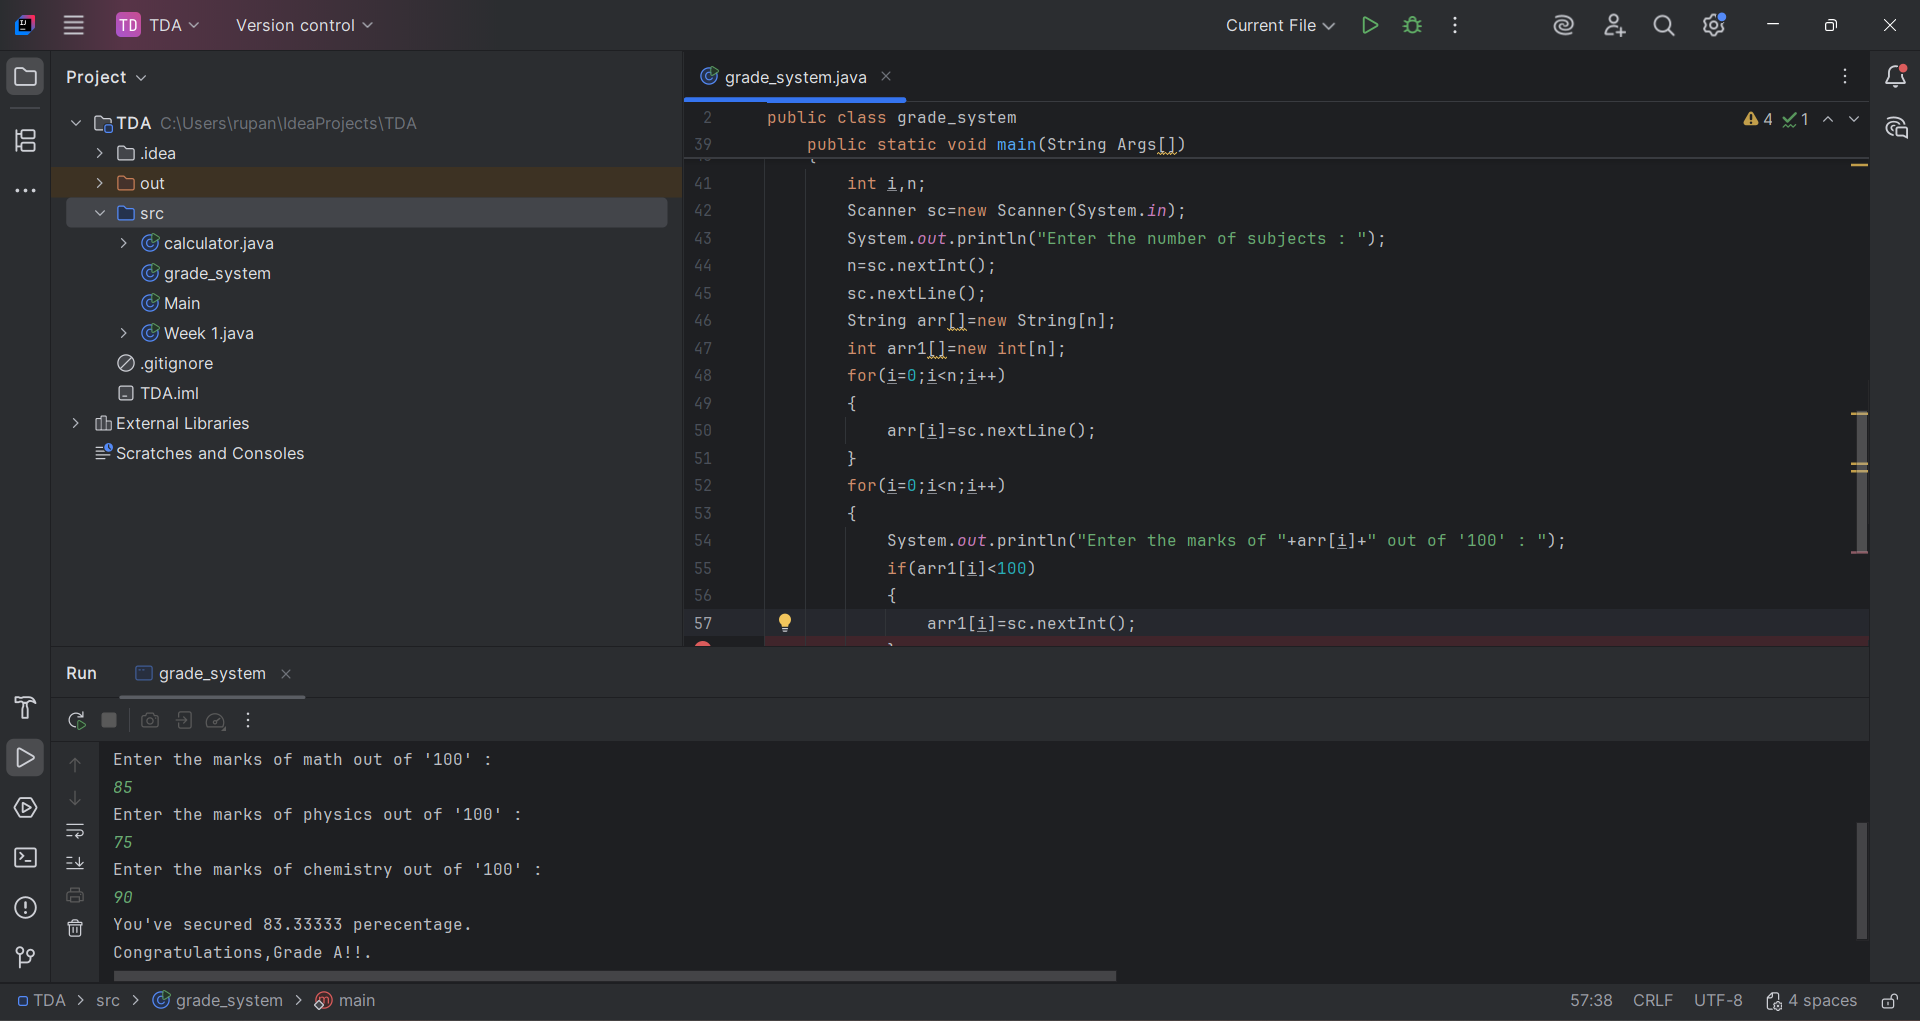 TD TDA Version control Current File
Project
grade_system.java
TDA C:\Users\rupan\IdeaProjects\TDA
.idea
out
src
calculator.java
grade_system
Main
Week 1.java
.gitignore
TDA.iml
External Libraries
Scratches and Consoles
4 1
2 public class grade_system
39 public static void main(String Args[])
41 int i,n;
42 Scanner sc=new Scanner(System.in);
43 System.out.println("Enter the number of subjects : ");
44 n=sc.nextInt();
45 sc.nextLine();
46 String arr[]=new String[n];
47 int arr1[]=new int[n];
48 for(i=0;i<n;i++)
49 {
50 arr[i]=sc.nextLine();
51 }
52 for(i=0;i<n;i++)
53 {
54 System.out.println("Enter the marks of "+arr[i]+" out of '100' : ");
55 if(arr1[i]<100)
56 {
57 arr1[i]=sc.nextInt();
Run grade_system
Enter the marks of math out of '100' :
85
Enter the marks of physics out of '100' :
75
Enter the marks of chemistry out of '100' :
90
You've secured 83.33333 perecentage.
Congratulations,Grade A!!.
TDA > src > grade_system > main 57:38 CRLF UTF-8 4 spaces